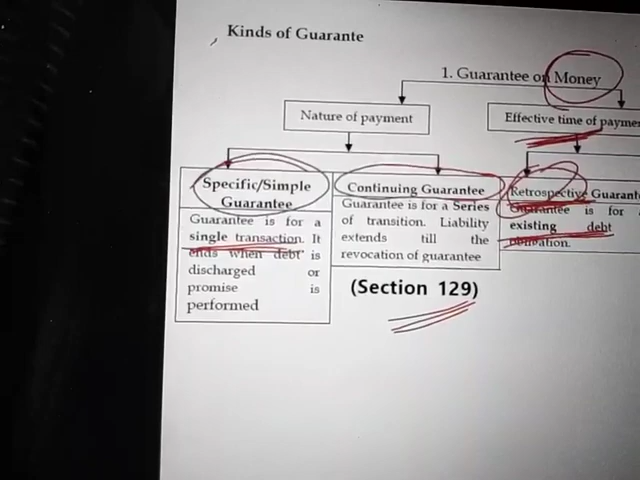 Kinds of Guarante
1. Guarantee on Money
Nature of payment
Effective time of
Specific/Simple
Guarantee
Guarantee is for a
single transaction. It
ends when debt is
discharged or
promise is
performed
Continuing Guarantee
Guarantee is for a Series
of transition. Liability
extends till the
revocation of guarantee
(Section 129)
Retrospective
Guarantee is for
existing debt
obligation.